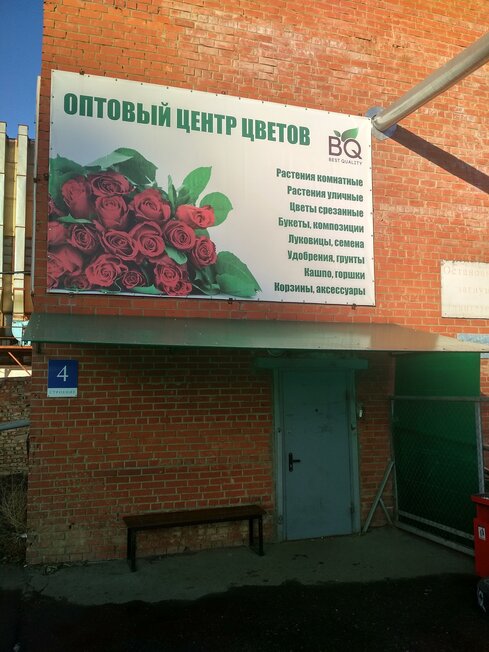 ОПТОВЫЙ ЦЕНТР ЦВЕТОВ
BQ
BEST QUALITY
Растения комнатные
Растения уличные
Цветы срезанные
Букеты, композиции
Луковицы, семена
Удобрения, грунты
Кашпо, горшки
Корзины, аксессуары
4
СТРОЕНИЕ